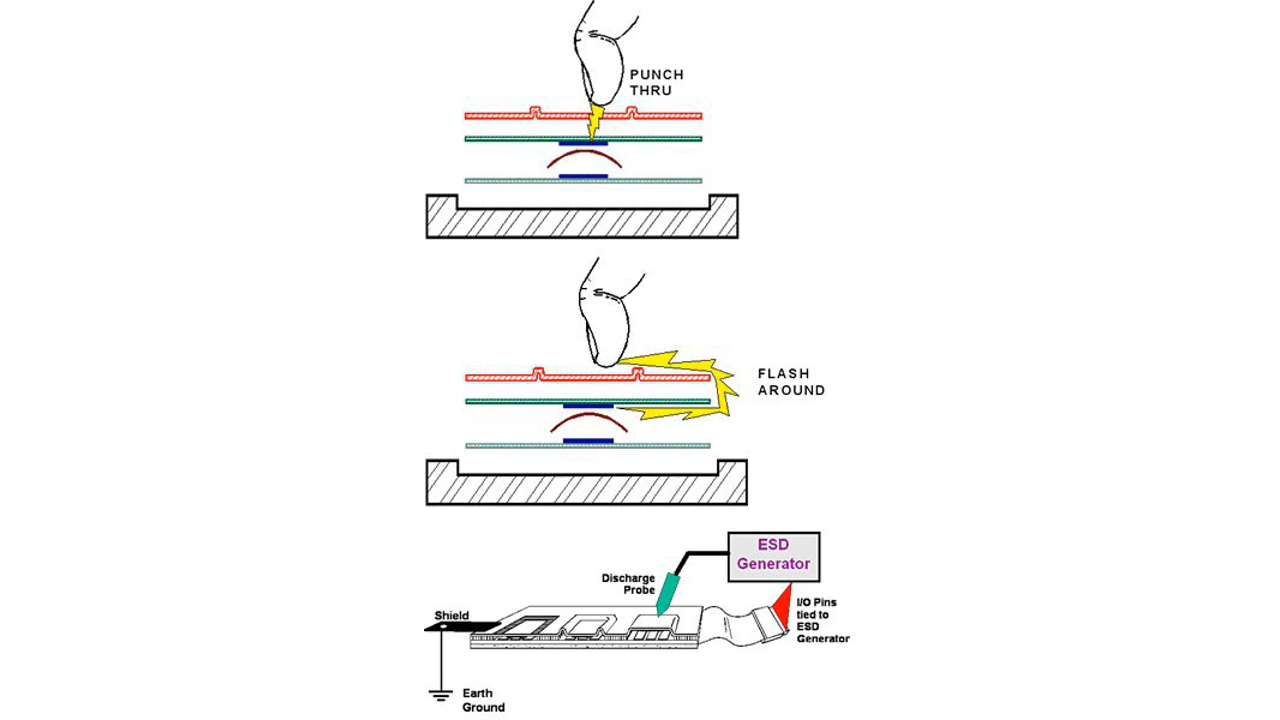 PUNCH
THRU
FLASH
AROUND
ESD
Generator
Discharge
Probe
I/O Pins
tied to
ESD
Generator
Shield
Earth
Ground